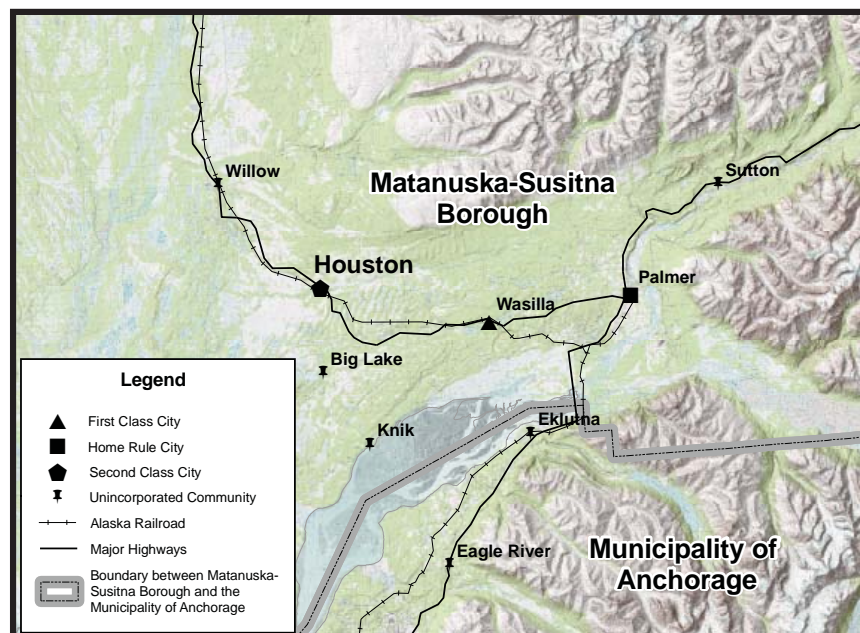 Willow
Matanuska-Susitna
Borough
Sutton
Houston
Palmer
Wasilla
Big Lake
Knik
Eklutna
Eagle River
Municipality of
Anchorage
Legend
First Class City
Home Rule City
Second Class City
Unincorporated Community
Alaska Railroad
Major Highways
Boundary between Matanuska-
Susitna Borough and the
Municipality of Anchorage